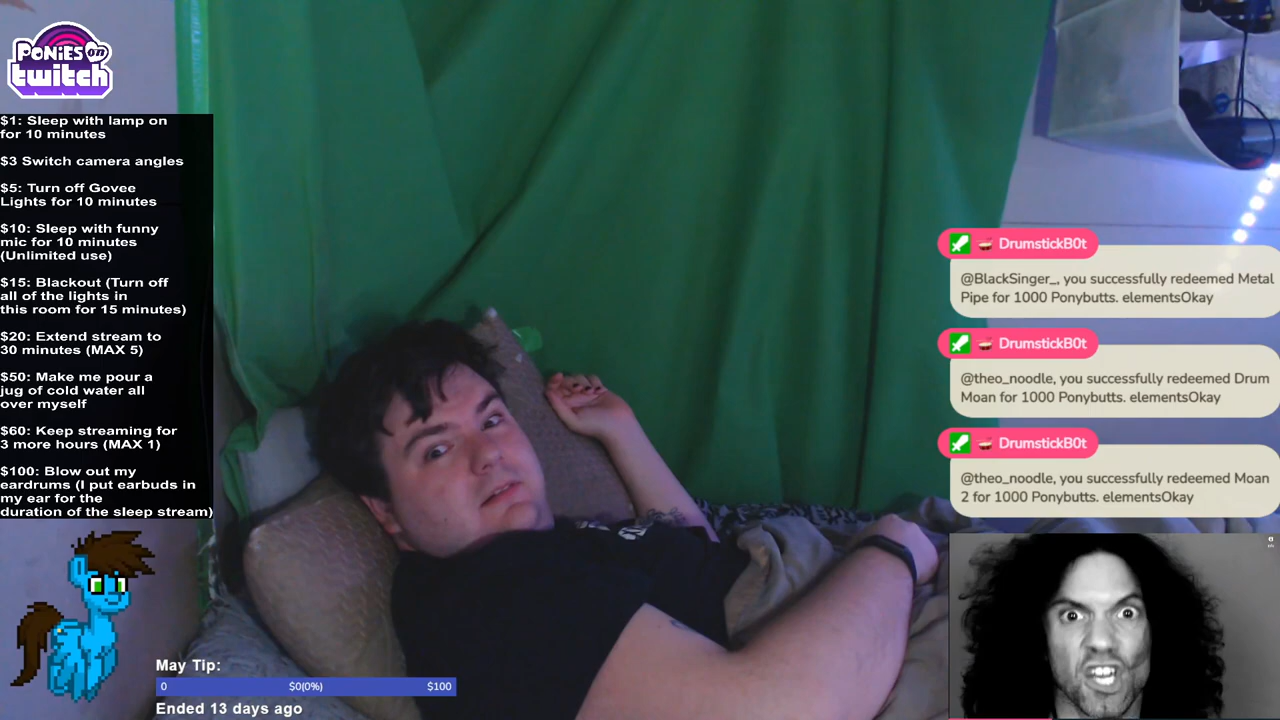 PONiES on
twitch
$1: Sleep with lamp on
for 10 minutes
$3 Switch camera angles
$5: Turn off Govee
Lights for 10 minutes
$10: Sleep with funny
mic for 10 minutes
(Unlimited use)
$15: Blackout (Turn off
all of the lights in
this room for 15 minutes)
$20: Extend stream to
30 minutes (MAX 5)
$50: Make me pour a
jug of cold water all
over myself
$60: Keep streaming for
3 more hours (MAX 1)
$100: Blow out my
eardrums (I put earbuds in
my ear for the
duration of the sleep stream)
May Tip:
0 $0(0%) $100
Ended 13 days ago
DrumstickB0t
@BlackSinger_, you successfully redeemed Metal
Pipe for 1000 Ponybutts. elementsOkay
DrumstickB0t
@theo_noodle, you successfully redeemed Drum
Moan for 1000 Ponybutts. elementsOkay
DrumstickB0t
@theo_noodle, you successfully redeemed Moan
2 for 1000 Ponybutts. elementsOkay